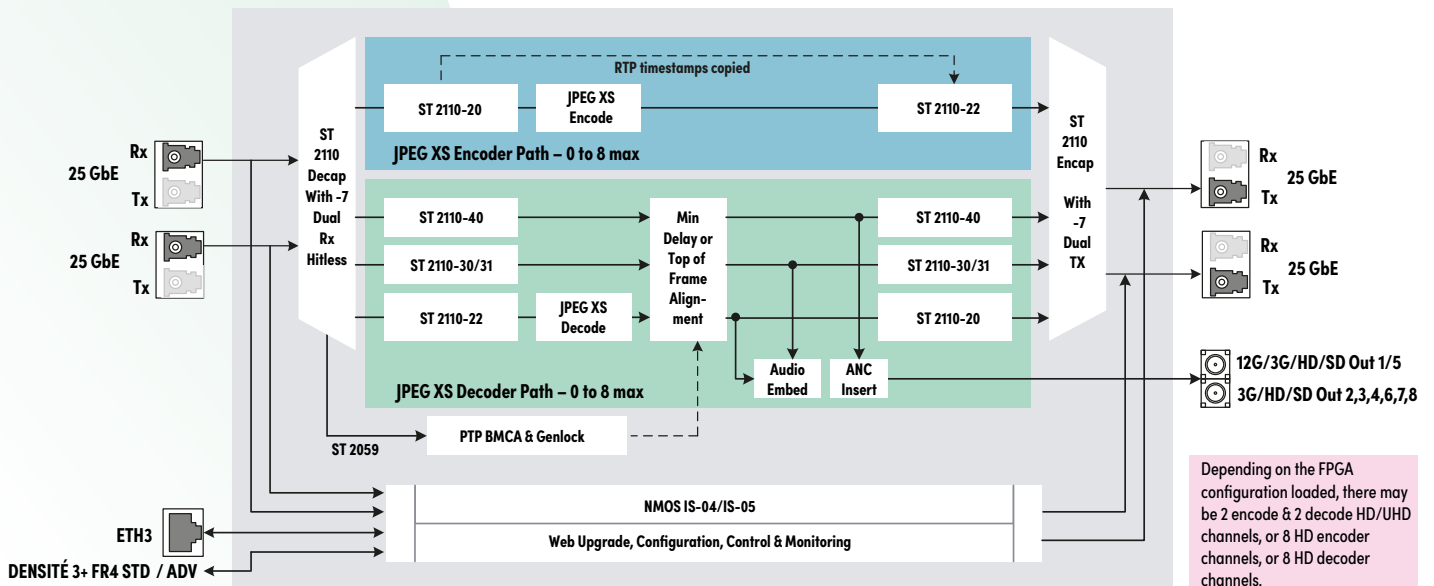 RTP timestamps copied
ST 2110-20
JPEG XS
Encode
ST 2110-22
JPEG XS Encoder Path – 0 to 8 max
ST
2110
Decap
With -7
Dual
Rx
Hitless
ST
2110
Encap
With
-7
Dual
TX
Rx
25 GbE
Tx
Rx
25 GbE
Tx
Rx
25 GbE
Tx
Rx
25 GbE
Tx
ST 2110-40
ST 2110-30/31
ST 2110-22
JPEG XS
Decode
Min
Delay or
Top of
Frame
Align-
ment
ST 2110-40
ST 2110-30/31
ST 2110-20
Audio
Embed
ANC
Insert
JPEG XS Decoder Path – 0 to 8 max
12G/3G/HD/SD Out 1/5
3G/HD/SD Out 2,3,4,6,7,8
PTP BMCA & Genlock
ST 2059
NMOS IS-04/IS-05
Web Upgrade, Configuration, Control & Monitoring
ETH3
DENSITÉ 3+ FR4 STD / ADV
Depending on the FPGA
configuration loaded, there may
be 2 encode & 2 decode HD/UHD
channels, or 8 HD encoder
channels, or 8 HD decoder
channels.